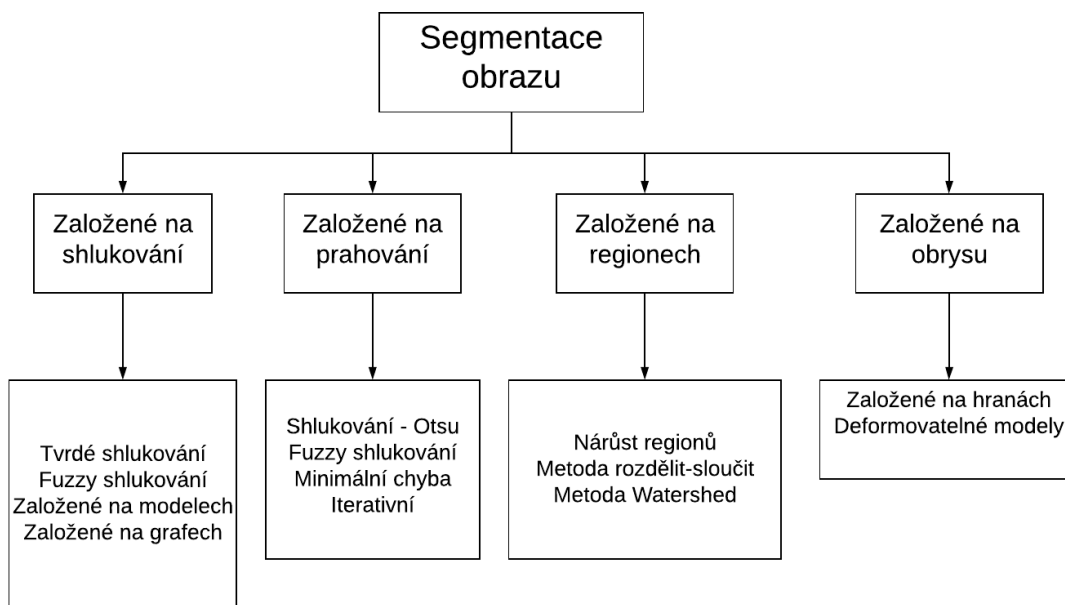 Segmentace
obrazu
Založené na
shlukování
Založené na
prahování
Založené na
regionech
Založené na
obrysu
Tvrdé shlukování
Fuzzy shlukování
Založené na modelech
Založené na grafech
Shlukování - Otsu
Fuzzy shlukování
Minimální chyba
Iterativní
Nárůst regionů
Metoda rozdělit-sloučit
Metoda Watershed
Založené na hranách
Deformovatelné modely